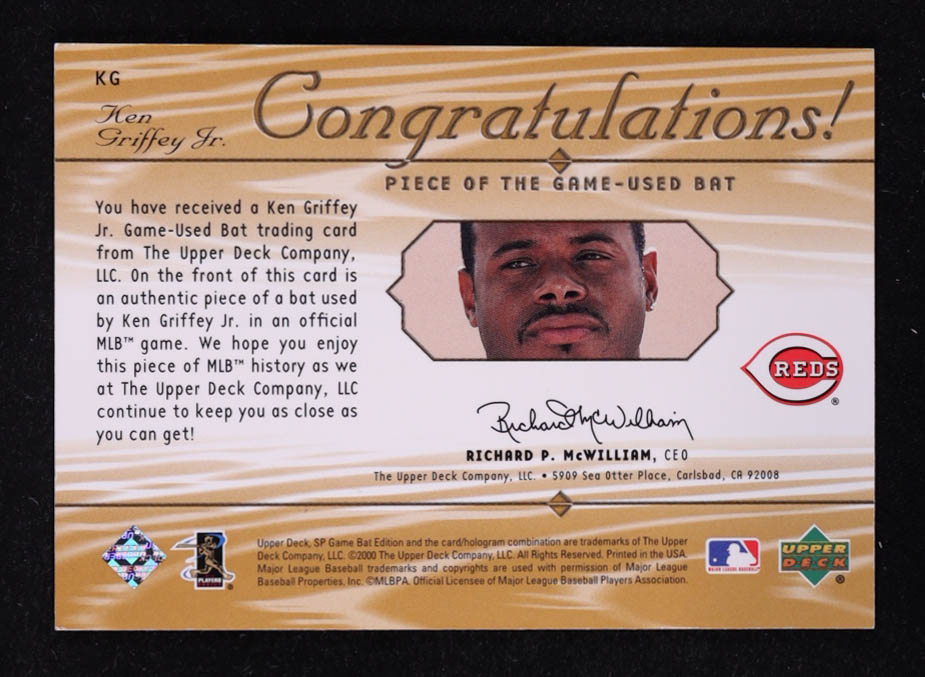 KG
Ken
Griffey Jr.
Congratulations!
PIECE OF THE GAME-USED BAT
You have received a Ken Griffey
Jr. Game-Used Bat trading card
from The Upper Deck Company,
LLC. On the front of this card is
an authentic piece of a bat used
by Ken Griffey Jr. in an official
MLB™ game. We hope you enjoy
this piece of MLB™ history as we
at The Upper Deck Company, LLC
continue to keep you as close as
you can get!
REDS
®
Richard McWilliam
RICHARD P. McWILLIAM, CEO
The Upper Deck Company, LLC. • 5909 Sea Otter Place, Carlsbad, CA 92008
Upper Deck, SP Game Bat Edition and the card/hologram combination are trademarks of The Upper
Deck Company, LLC. ©2000 The Upper Deck Company, LLC. All Rights Reserved. Printed in the USA.
Major League Baseball trademarks and copyrights are used with permission of Major League
Baseball Properties, Inc. ©MLBPA. Official Licensee of Major League Baseball Players Association.
PLAYERS
®
MAJOR LEAGUE BASEBALL
UPPER
DECK
®